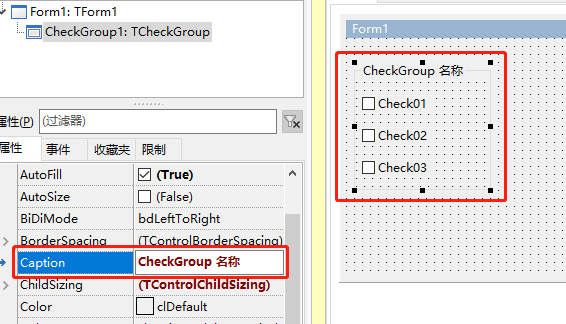 Form1: TForm1
CheckGroup1: TCheckGroup
属性(P) (过滤器)
属性 事件 收藏夹 限制
AutoFill (True)
AutoSize (False)
BiDiMode bdLeftToRight
BorderSpacing (TControlBorderSpacing)
Caption CheckGroup 名称
ChildSizing (TControlChildSizing)
Color clDefault
Form1
CheckGroup 名称
Check01
Check02
Check03